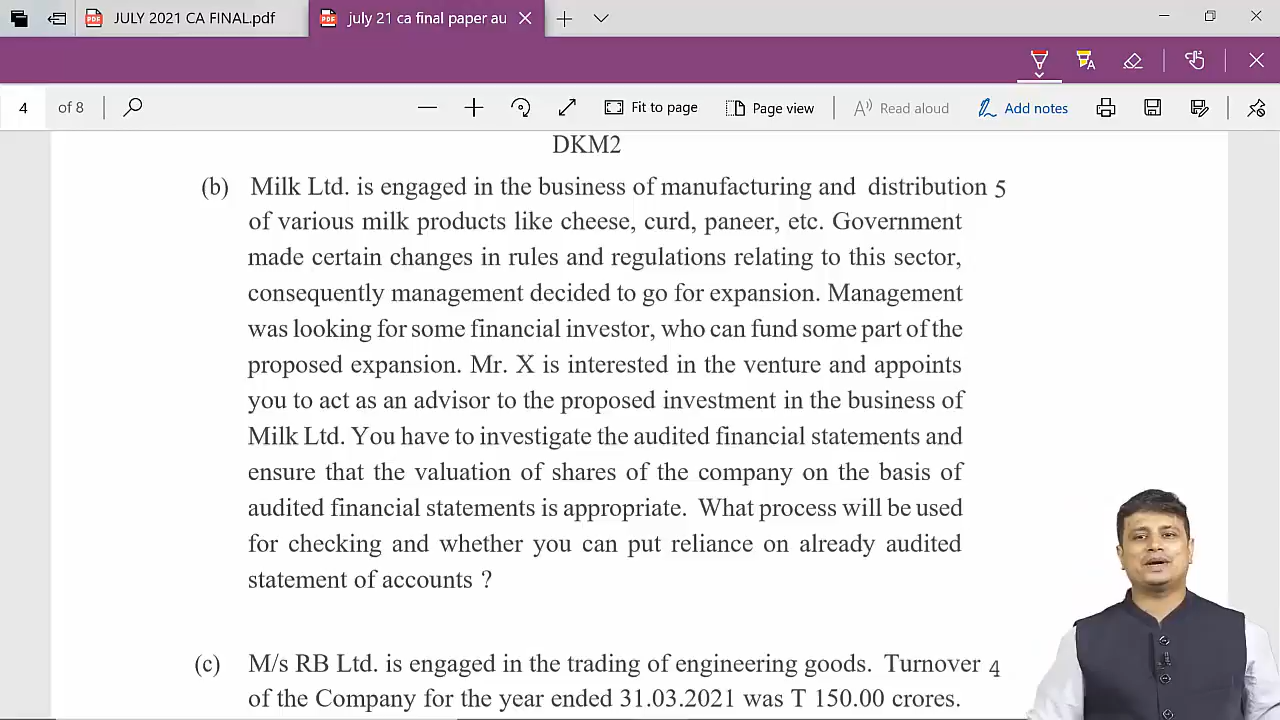 JULY 2021 CA FINAL.pdf
july 21 ca final paper au
4 of 8
Fit to page
Page view
Read aloud
Add notes
DKM2
(b) Milk Ltd. is engaged in the business of manufacturing and distribution 5
of various milk products like cheese, curd, paneer, etc. Government
made certain changes in rules and regulations relating to this sector,
consequently management decided to go for expansion. Management
was looking for some financial investor, who can fund some part of the
proposed expansion. Mr. X is interested in the venture and appoints
you to act as an advisor to the proposed investment in the business of
Milk Ltd. You have to investigate the audited financial statements and
ensure that the valuation of shares of the company on the basis of
audited financial statements is appropriate. What process will be used
for checking and whether you can put reliance on already audited
statement of accounts ?
(c) M/s RB Ltd. is engaged in the trading of engineering goods. Turnover 4
of the Company for the year ended 31.03.2021 was T 150.00 crores.